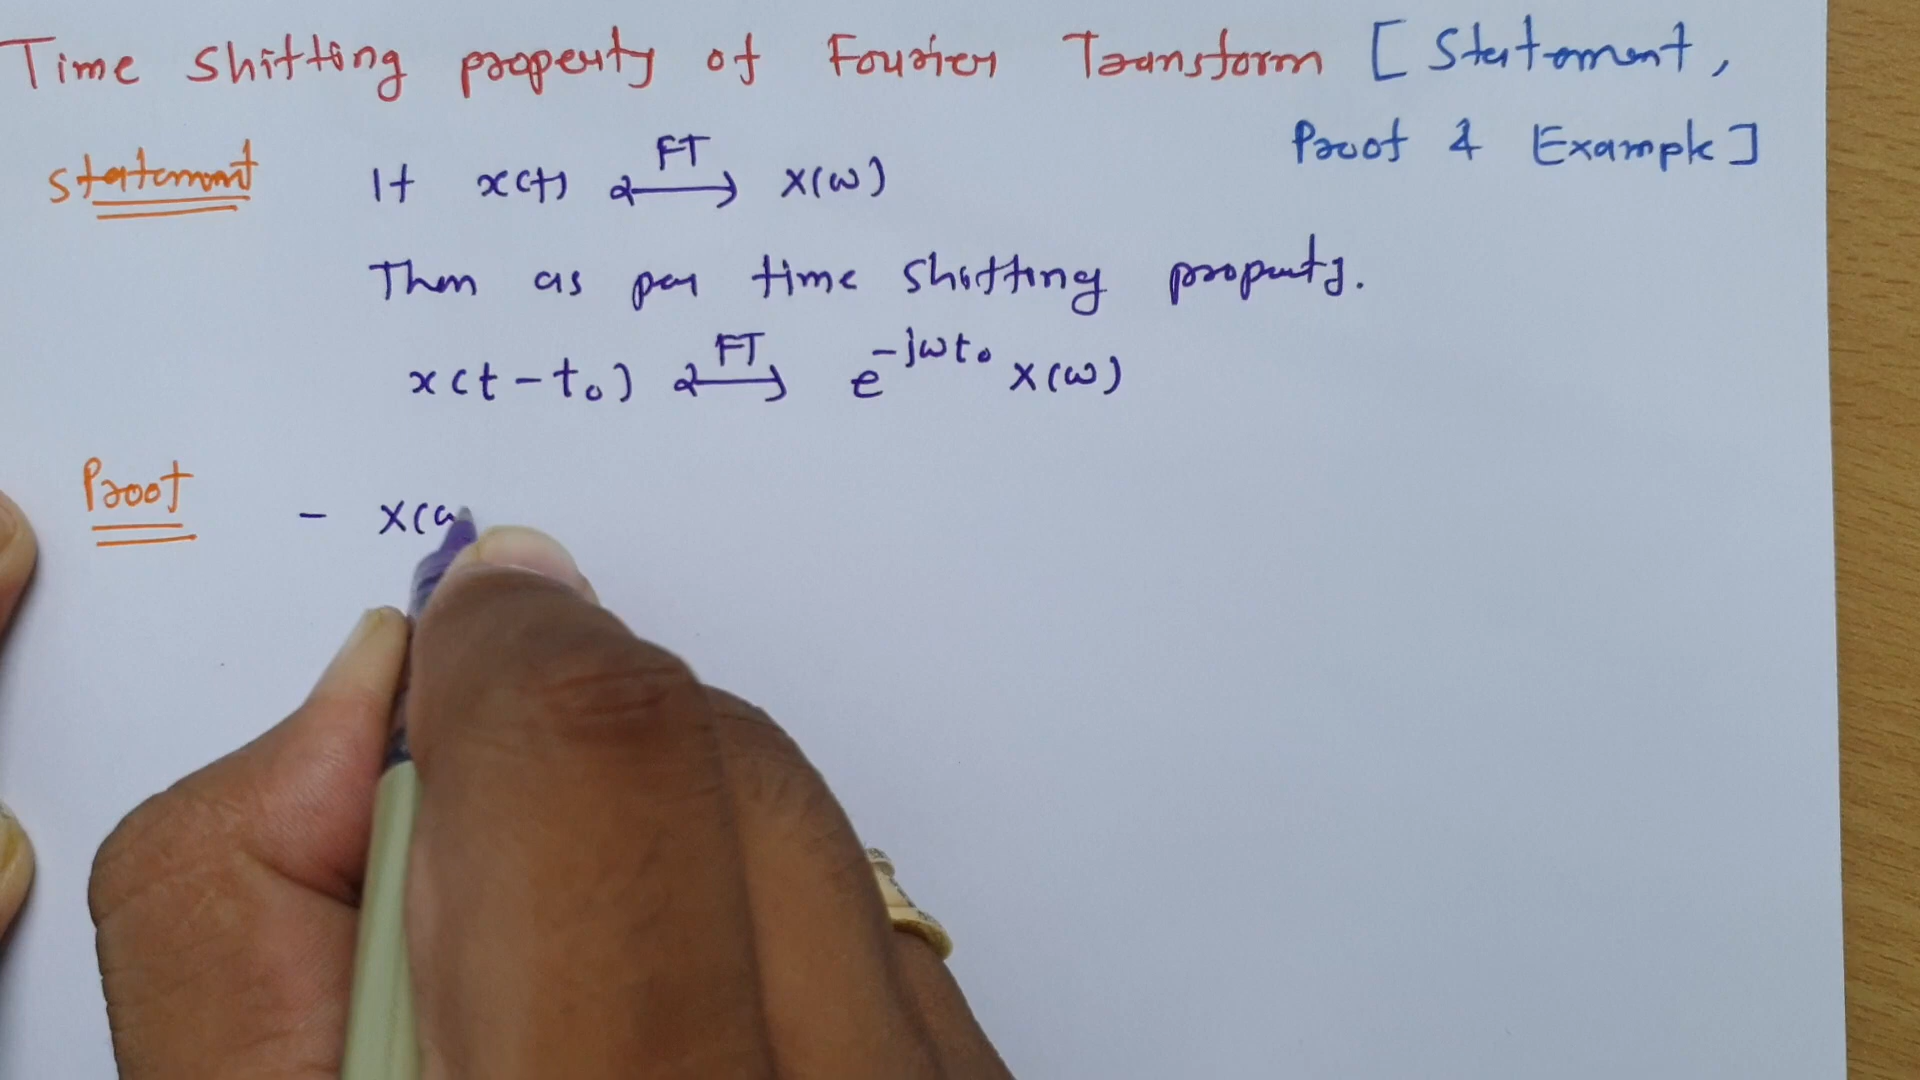 Time Shifting property of Fourier Transform [Statement,
Proof & Example]
Statement If x(t) ⟷ FT X(ω)
Then as per time shifting property.
x(t-t₀) ⟷ FT e^-jωt₀ X(ω)
Proof - X(ω